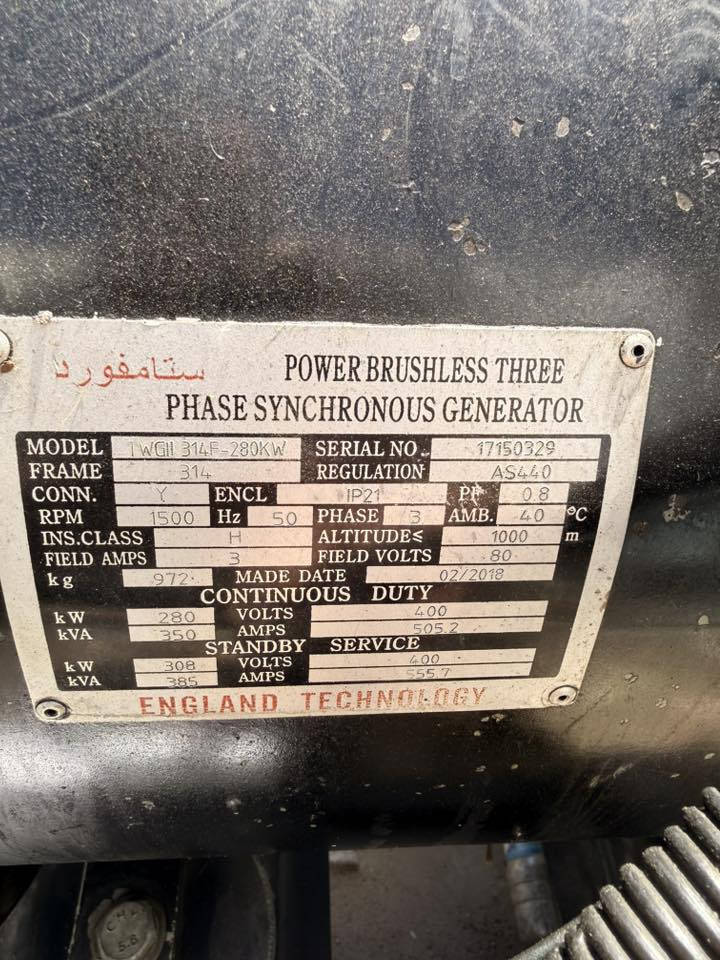 ستامفورد POWER BRUSHLESS THREE
PHASE SYNCHRONOUS GENERATOR
MODEL TWGII 314F-280KW SERIAL NO. 17150329
FRAME 314 REGULATION AS440
CONN. Y ENCL IP21 PF 0.8
RPM 1500 Hz 50 PHASE 3 AMB. 40 °C
INS.CLASS H ALTITUDE≤ 1000 m
FIELD AMPS 3 FIELD VOLTS 80
kg 972 MADE DATE 02/2018
CONTINUOUS DUTY
kW 280 VOLTS 400
kVA 350 AMPS 505.2
STANDBY SERVICE
kW 308 VOLTS 400
kVA 385 AMPS 555.7
ENGLAND TECHNOLOGY
8.8